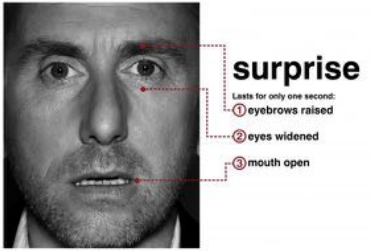 surprise
Lasts for only one second:
1 eyebrows raised
2 eyes widened
3 mouth open